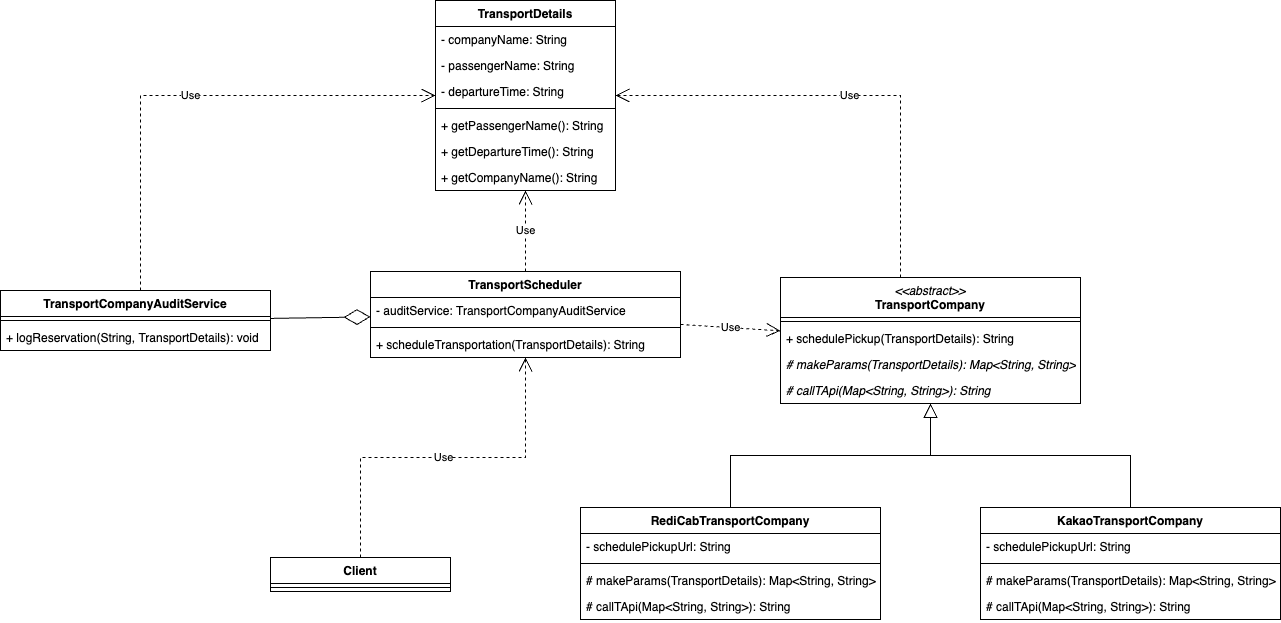 TransportDetails
- companyName: String
- passengerName: String
- departureTime: String
+ getPassengerName(): String
+ getDepartureTime(): String
+ getCompanyName(): String
Use
Use
Use
TransportCompanyAuditService
+ logReservation(String, TransportDetails): void
TransportScheduler
- auditService: TransportCompanyAuditService
+ scheduleTransportation(TransportDetails): String
Use
<<abstract>>
TransportCompany
+ schedulePickup(TransportDetails): String
# makeParams(TransportDetails): Map<String, String>
# callTApi(Map<String, String>): String
Use
Client
RediCabTransportCompany
- schedulePickupUrl: String
# makeParams(TransportDetails): Map<String, String>
# callTApi(Map<String, String>): String
KakaoTransportCompany
- schedulePickupUrl: String
# makeParams(TransportDetails): Map<String, String>
# callTApi(Map<String, String>): String